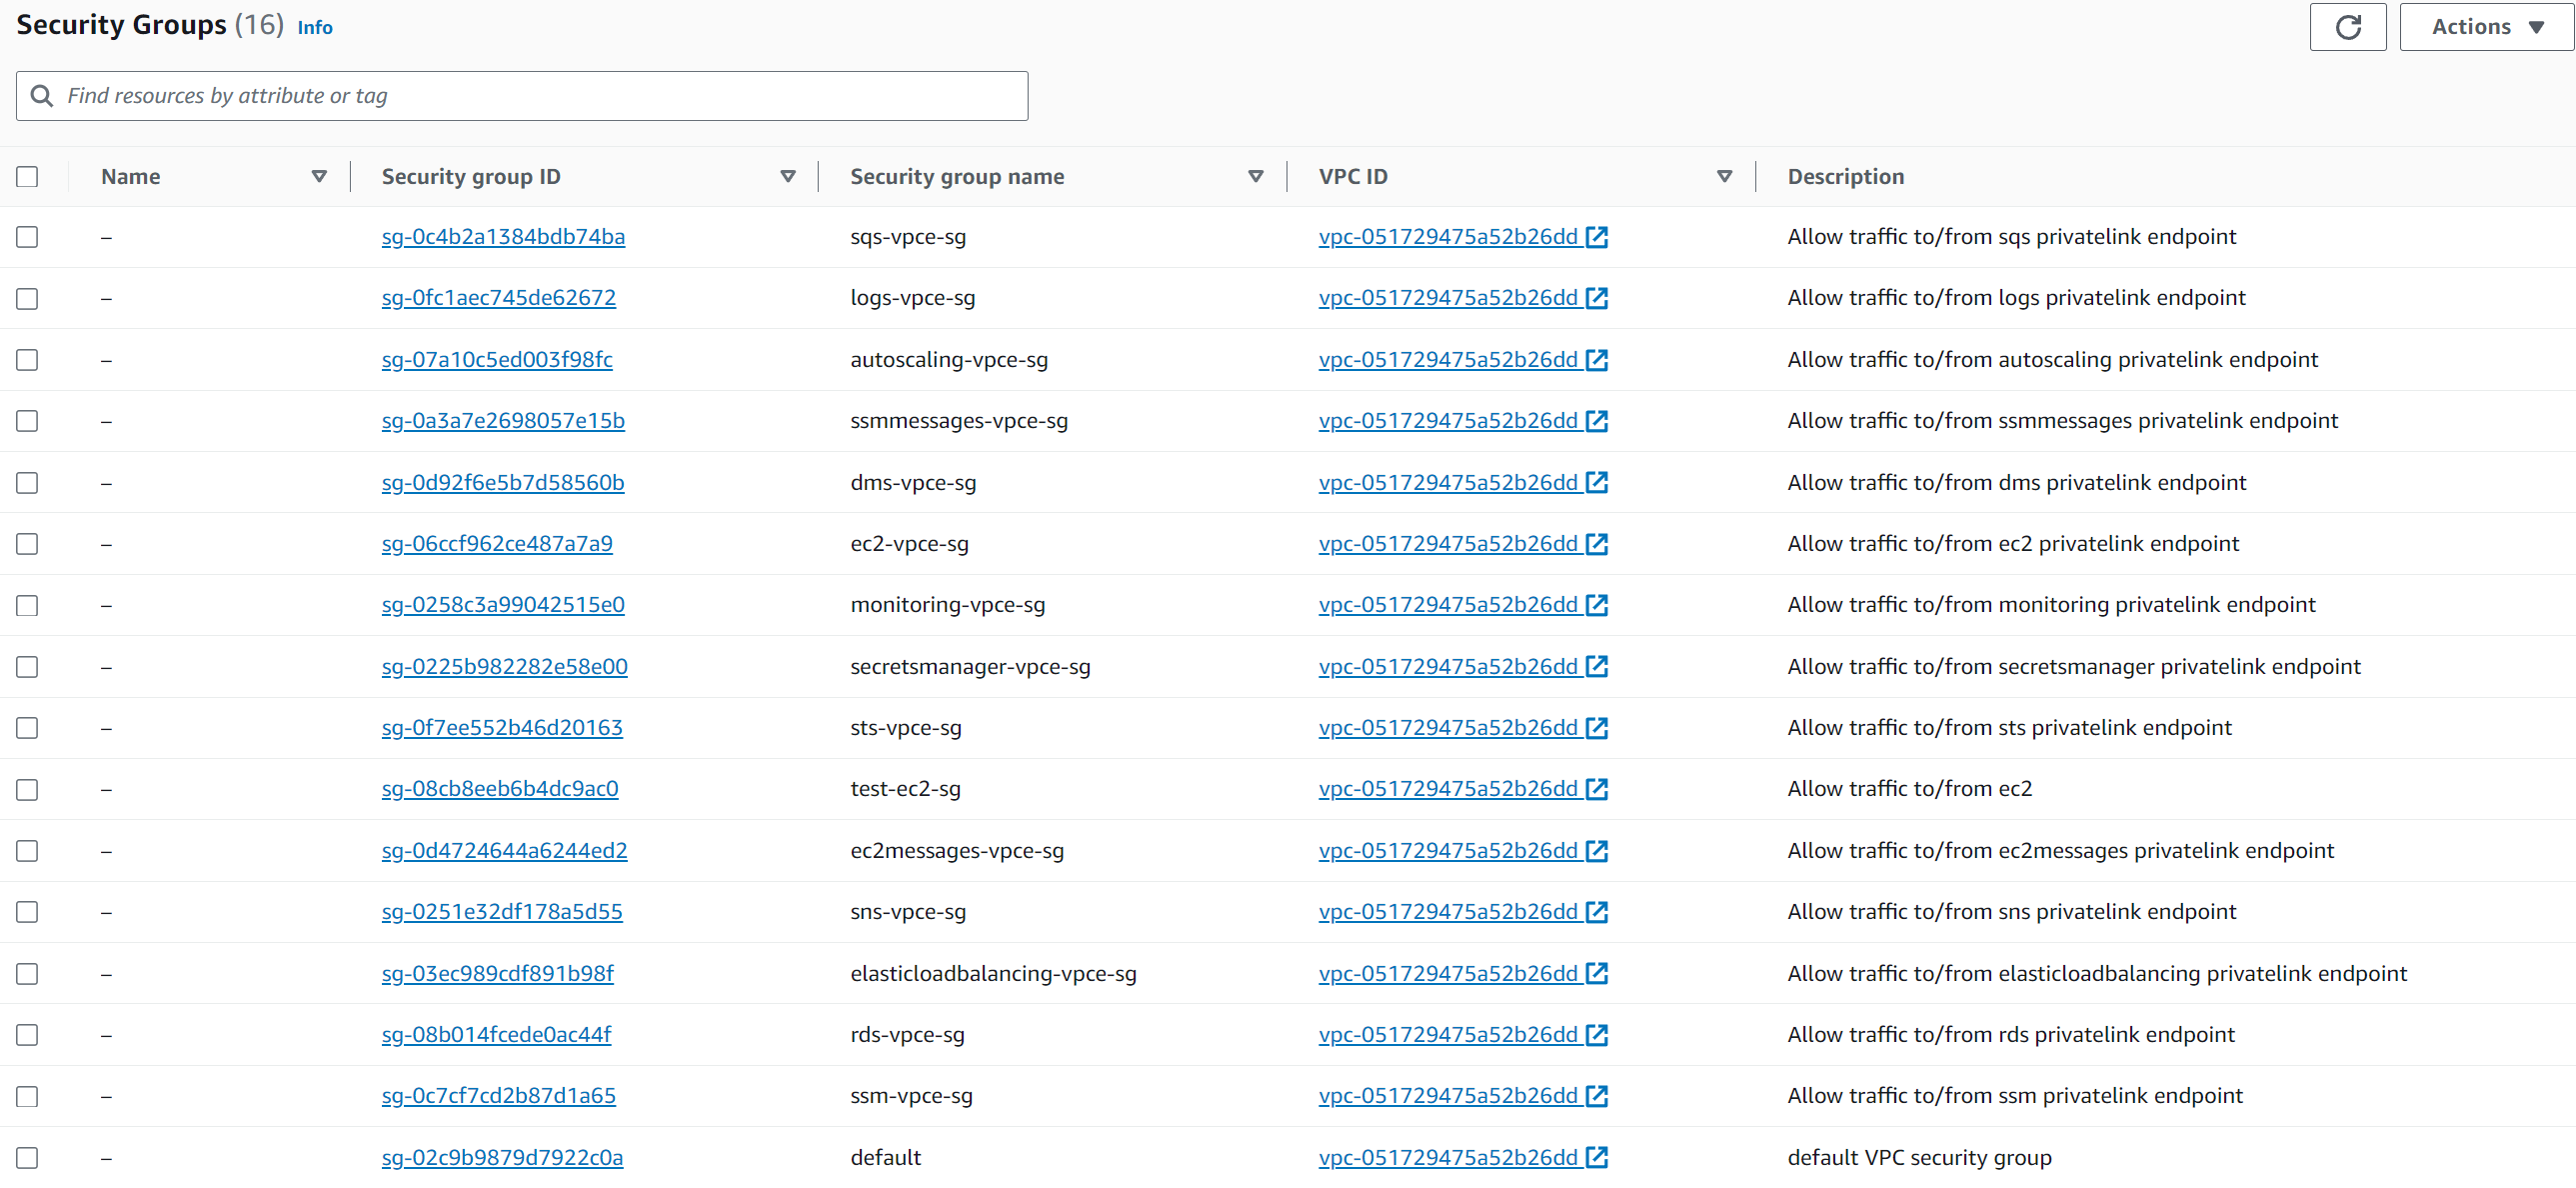 Security Groups (16) Info
Actions
Find resources by attribute or tag
Name Security group ID Security group name VPC ID Description
– sg-0c4b2a1384bdb74ba sqs-vpce-sg vpc-051729475a52b26dd Allow traffic to/from sqs privatelink endpoint
– sg-0fc1aec745de62672 logs-vpce-sg vpc-051729475a52b26dd Allow traffic to/from logs privatelink endpoint
– sg-07a10c5ed003f98fc autoscaling-vpce-sg vpc-051729475a52b26dd Allow traffic to/from autoscaling privatelink endpoint
– sg-0a3a7e2698057e15b ssmmessages-vpce-sg vpc-051729475a52b26dd Allow traffic to/from ssmmessages privatelink endpoint
– sg-0d92f6e5b7d58560b dms-vpce-sg vpc-051729475a52b26dd Allow traffic to/from dms privatelink endpoint
– sg-06ccf962ce487a7a9 ec2-vpce-sg vpc-051729475a52b26dd Allow traffic to/from ec2 privatelink endpoint
– sg-0258c3a99042515e0 monitoring-vpce-sg vpc-051729475a52b26dd Allow traffic to/from monitoring privatelink endpoint
– sg-0225b982282e58e00 secretsmanager-vpce-sg vpc-051729475a52b26dd Allow traffic to/from secretsmanager privatelink endpoint
– sg-0f7ee552b46d20163 sts-vpce-sg vpc-051729475a52b26dd Allow traffic to/from sts privatelink endpoint
– sg-08cb8eeb6b4dc9ac0 test-ec2-sg vpc-051729475a52b26dd Allow traffic to/from ec2
– sg-0d4724644a6244ed2 ec2messages-vpce-sg vpc-051729475a52b26dd Allow traffic to/from ec2messages privatelink endpoint
– sg-0251e32df178a5d55 sns-vpce-sg vpc-051729475a52b26dd Allow traffic to/from sns privatelink endpoint
– sg-03ec989cdf891b98f elasticloadbalancing-vpce-sg vpc-051729475a52b26dd Allow traffic to/from elasticloadbalancing privatelink endpoint
– sg-08b014fcede0ac44f rds-vpce-sg vpc-051729475a52b26dd Allow traffic to/from rds privatelink endpoint
– sg-0c7cf7cd2b87d1a65 ssm-vpce-sg vpc-051729475a52b26dd Allow traffic to/from ssm privatelink endpoint
– sg-02c9b9879d7922c0a default vpc-051729475a52b26dd default VPC security group